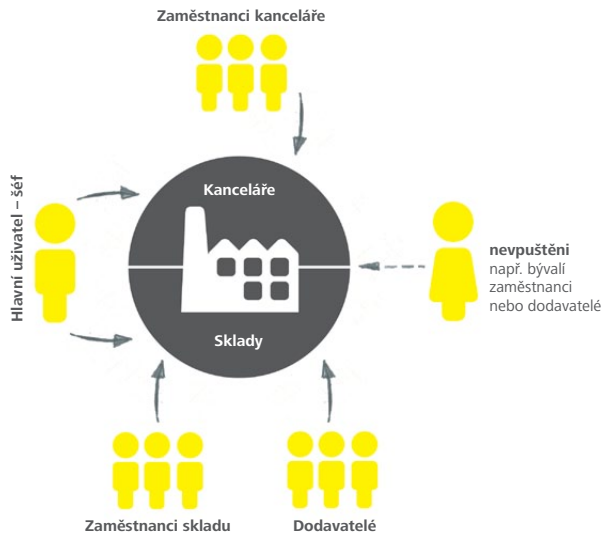 Zaměstnanci kanceláře
Kanceláře
Hlavní uživatel – šéf
nevpuštěni
např. bývalí
zaměstnanci
nebo dodavatelé
Sklady
Zaměstnanci skladu
Dodavatelé